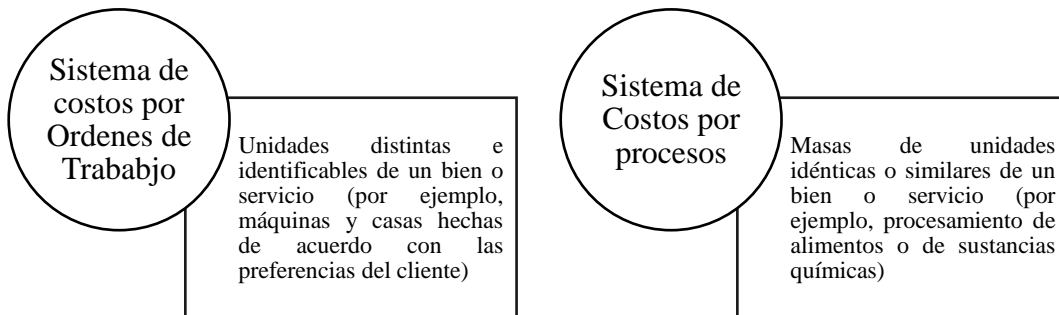 Sistema de
costos por
Ordenes de
Trababjo
Unidades distintas e
identificables de un bien o
servicio (por ejemplo,
máquinas y casas hechas
de acuerdo con las
preferencias del cliente)
Sistema de
Costos por
procesos
Masas de unidades
idénticas o similares de un
bien o servicio (por
ejemplo, procesamiento de
alimentos o de sustancias
químicas)